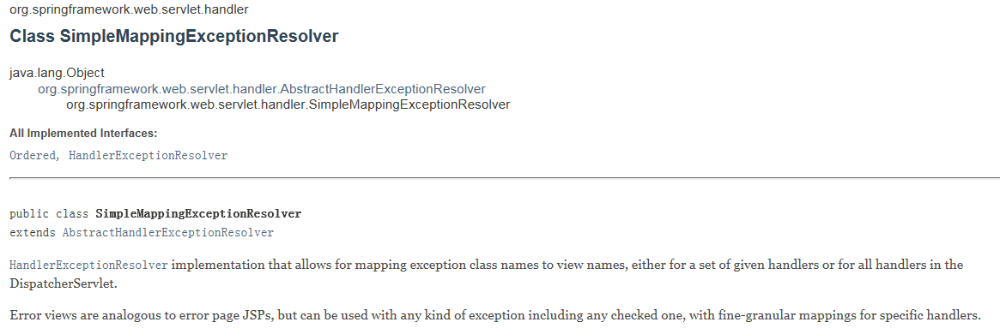 org.springframework.web.servlet.handler
Class SimpleMappingExceptionResolver
java.lang.Object
org.springframework.web.servlet.handler.AbstractHandlerExceptionResolver
org.springframework.web.servlet.handler.SimpleMappingExceptionResolver
All Implemented Interfaces:
Ordered, HandlerExceptionResolver
public class SimpleMappingExceptionResolver
extends AbstractHandlerExceptionResolver
HandlerExceptionResolver implementation that allows for mapping exception class names to view names, either for a set of given handlers or for all handlers in the
DispatcherServlet.
Error views are analogous to error page JSPs, but can be used with any kind of exception including any checked one, with fine-granular mappings for specific handlers.